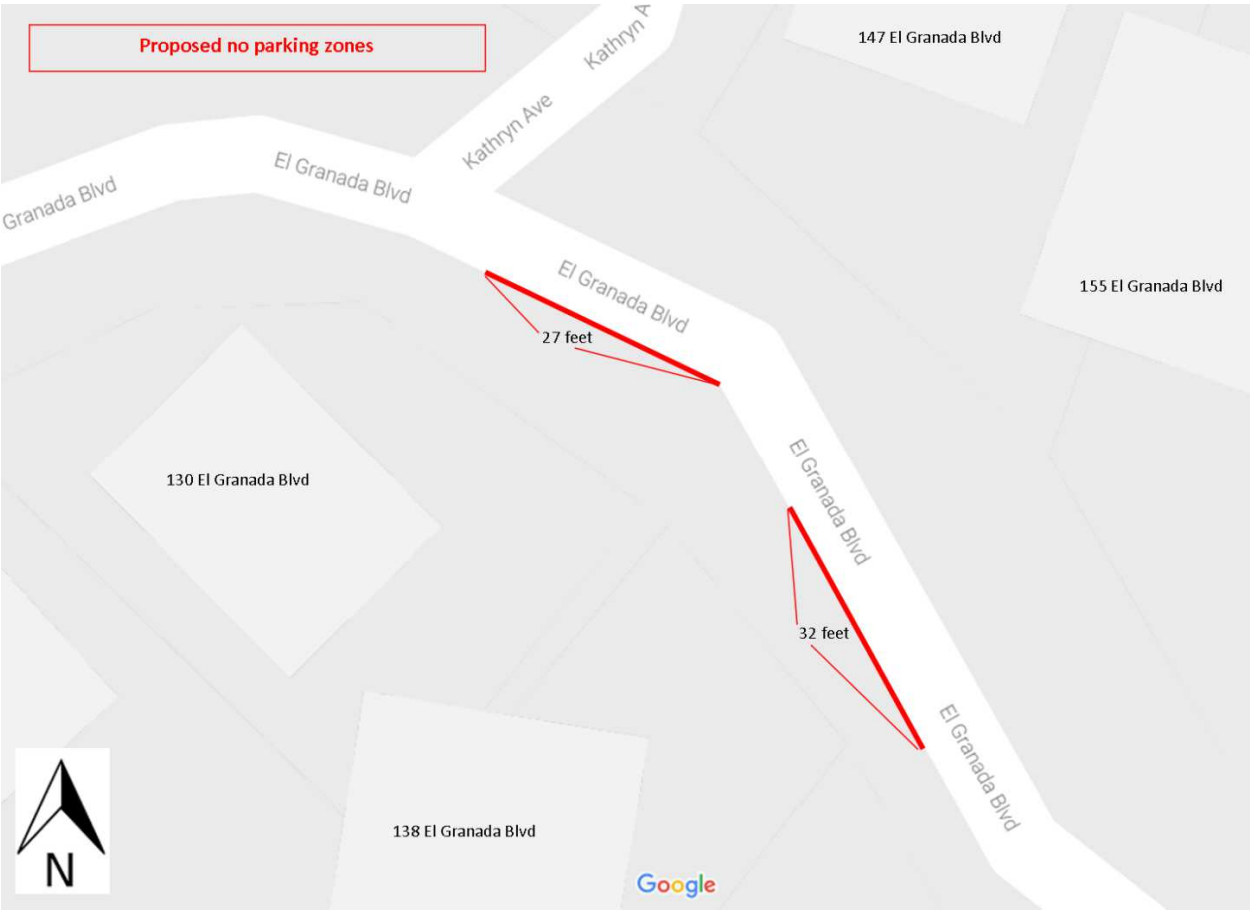 Proposed no parking zones
147 El Granada Blvd
Kathryn A
Kathryn Ave
El Granada Blvd
Granada Blvd
El Granada Blvd
155 El Granada Blvd
27 feet
130 El Granada Blvd
El Granada Blvd
32 feet
El Granada Blvd
138 El Granada Blvd
N
Google